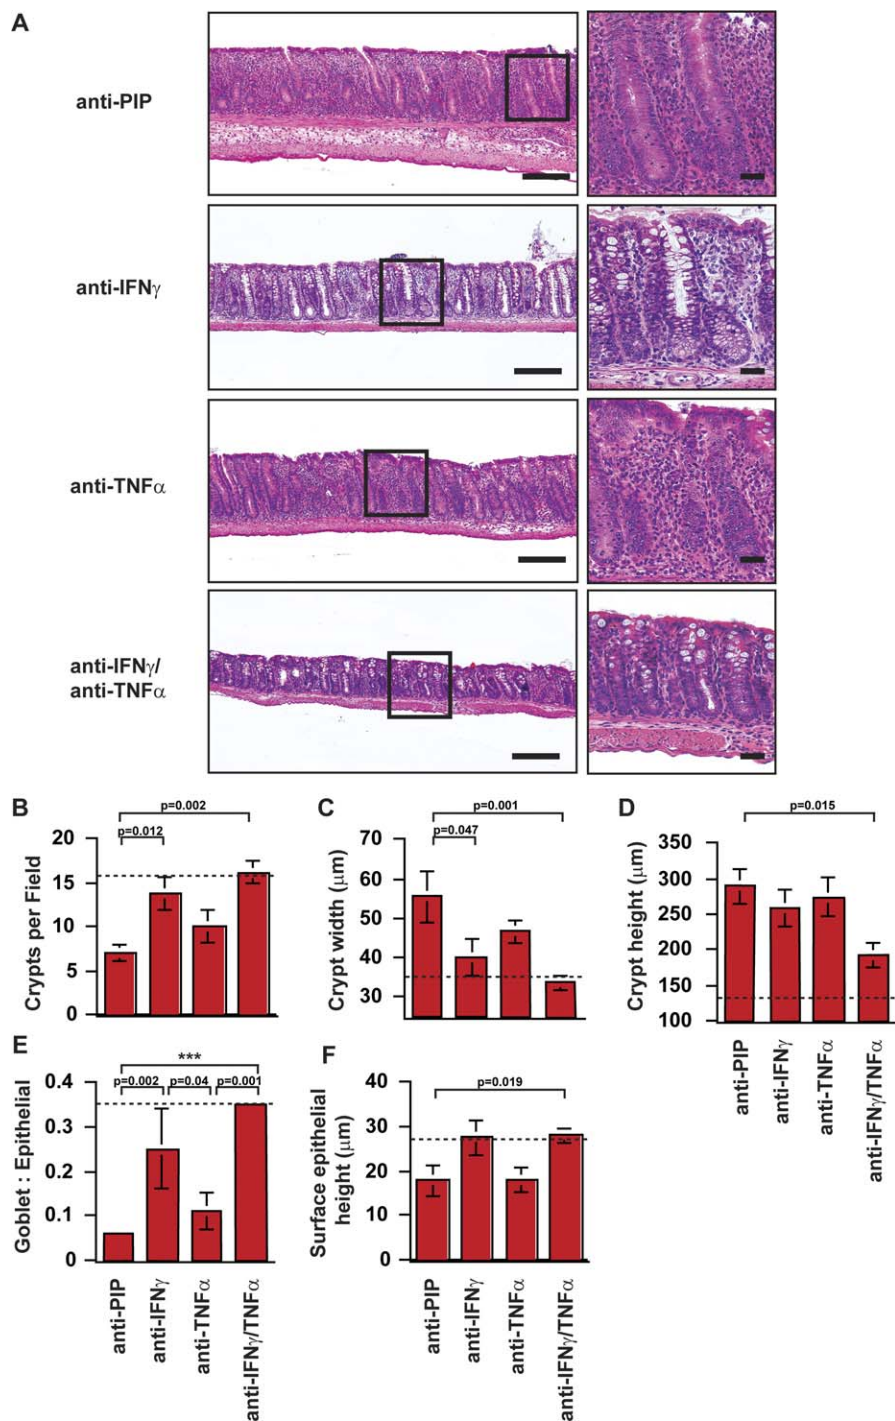 A
anti-PIP
anti-IFNγ
anti-TNFα
anti-IFNγ/
anti-TNFα
B
p=0.002
p=0.012
Crypts per Field
20
15
10
5
0
C
p=0.001
p=0.047
Crypt width (μm)
70
60
50
40
30
D
p=0.015
Crypt height (μm)
350
300
250
200
150
100
anti-PIP
anti-IFNγ
anti-TNFα
anti-IFNγ/TNFα
E
***
p=0.002
p=0.04
p=0.001
Goblet : Epithelial
0.4
0.3
0.2
0.1
0
anti-PIP
anti-IFNγ
anti-TNFα
anti-IFNγ/TNFα
F
p=0.019
Surface epithelial
height (μm)
40
30
20
10
0
anti-PIP
anti-IFNγ
anti-TNFα
anti-IFNγ/TNFα